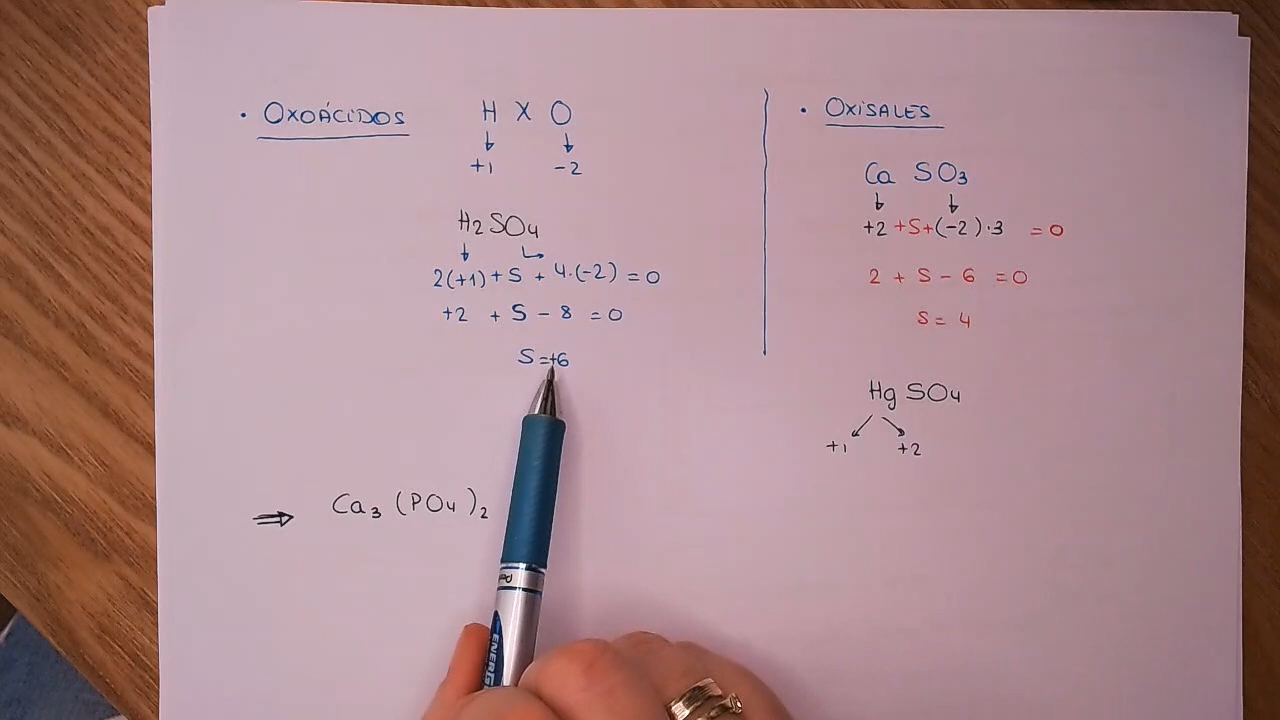 • OXOÁCIDOS
H X O
+1 -2
H₂SO₄
2(+1)+S+4·(-2)=0
+2 + S - 8 = 0
S=+6
Ca₃(PO₄)₂
• OXISALES
Ca SO₃
+2+S+(-2)·3 = 0
2 + S - 6 = 0
S = 4
Hg SO₄
+1 +2